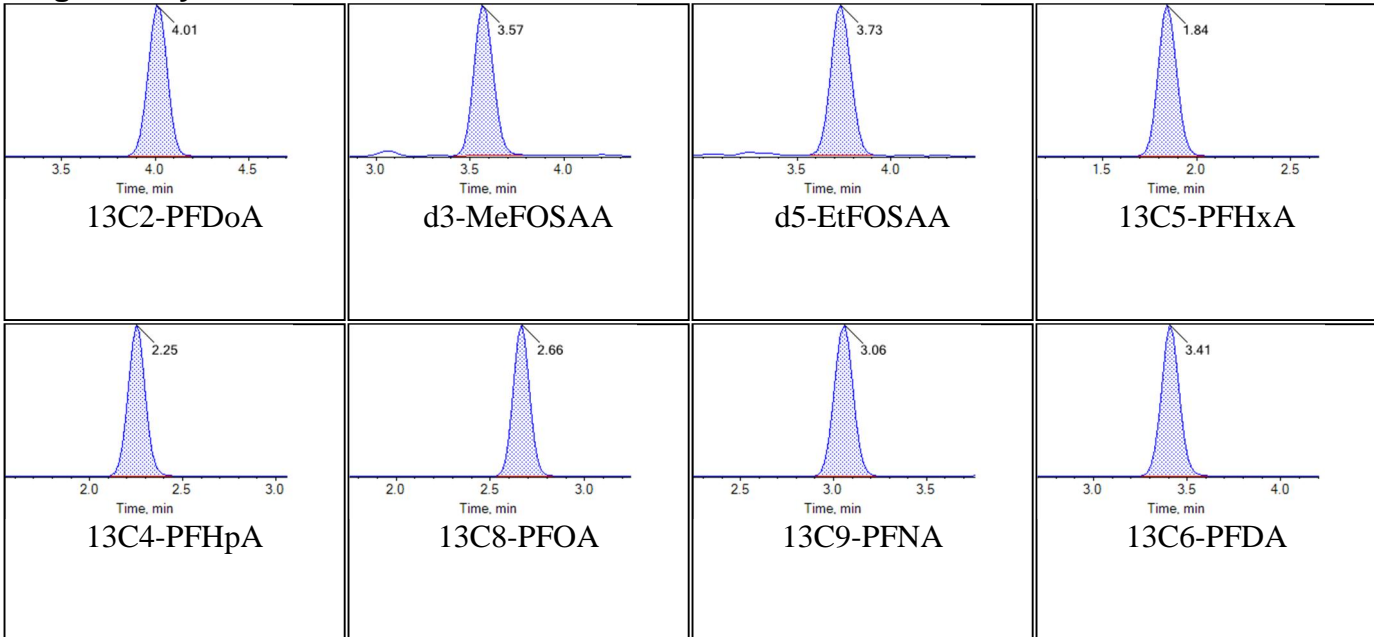 4.01
3.5 4.0 4.5
Time, min
13C2-PFDoA
3.57
3.0 3.5 4.0
Time, min
d3-MeFOSAA
3.73
3.5 4.0
Time, min
d5-EtFOSAA
1.84
1.5 2.0 2.5
Time, min
13C5-PFHxA
2.25
2.0 2.5 3.0
Time, min
13C4-PFHpA
2.66
2.0 2.5 3.0
Time, min
13C8-PFOA
3.06
2.5 3.0 3.5
Time, min
13C9-PFNA
3.41
3.0 3.5 4.0
Time, min
13C6-PFDA